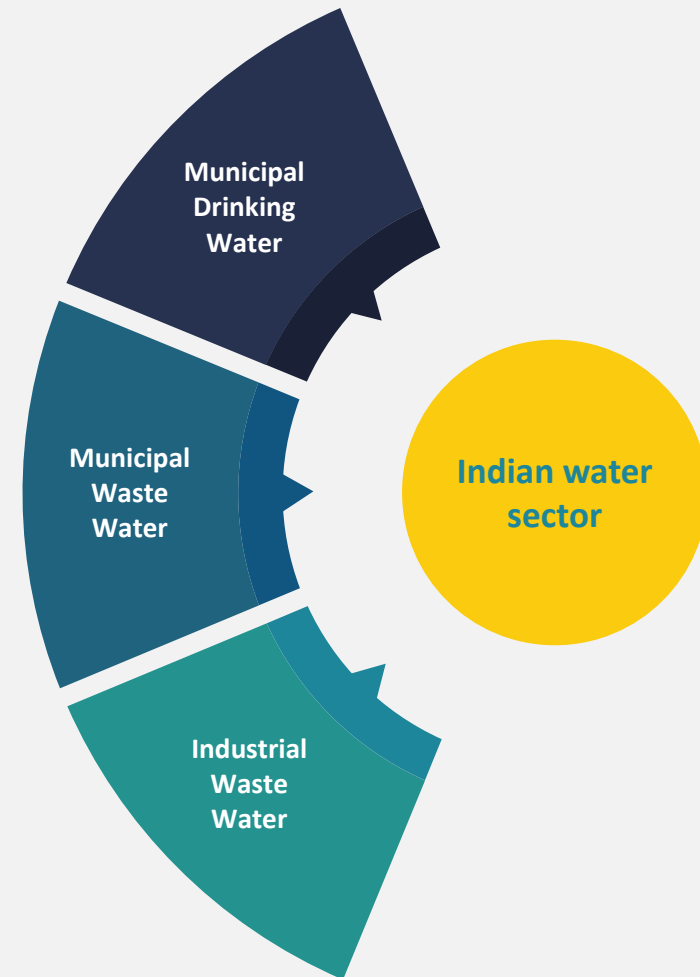 Municipal
Drinking
Water
Municipal
Waste
Water
Indian water
sector
Industrial
Waste
Water